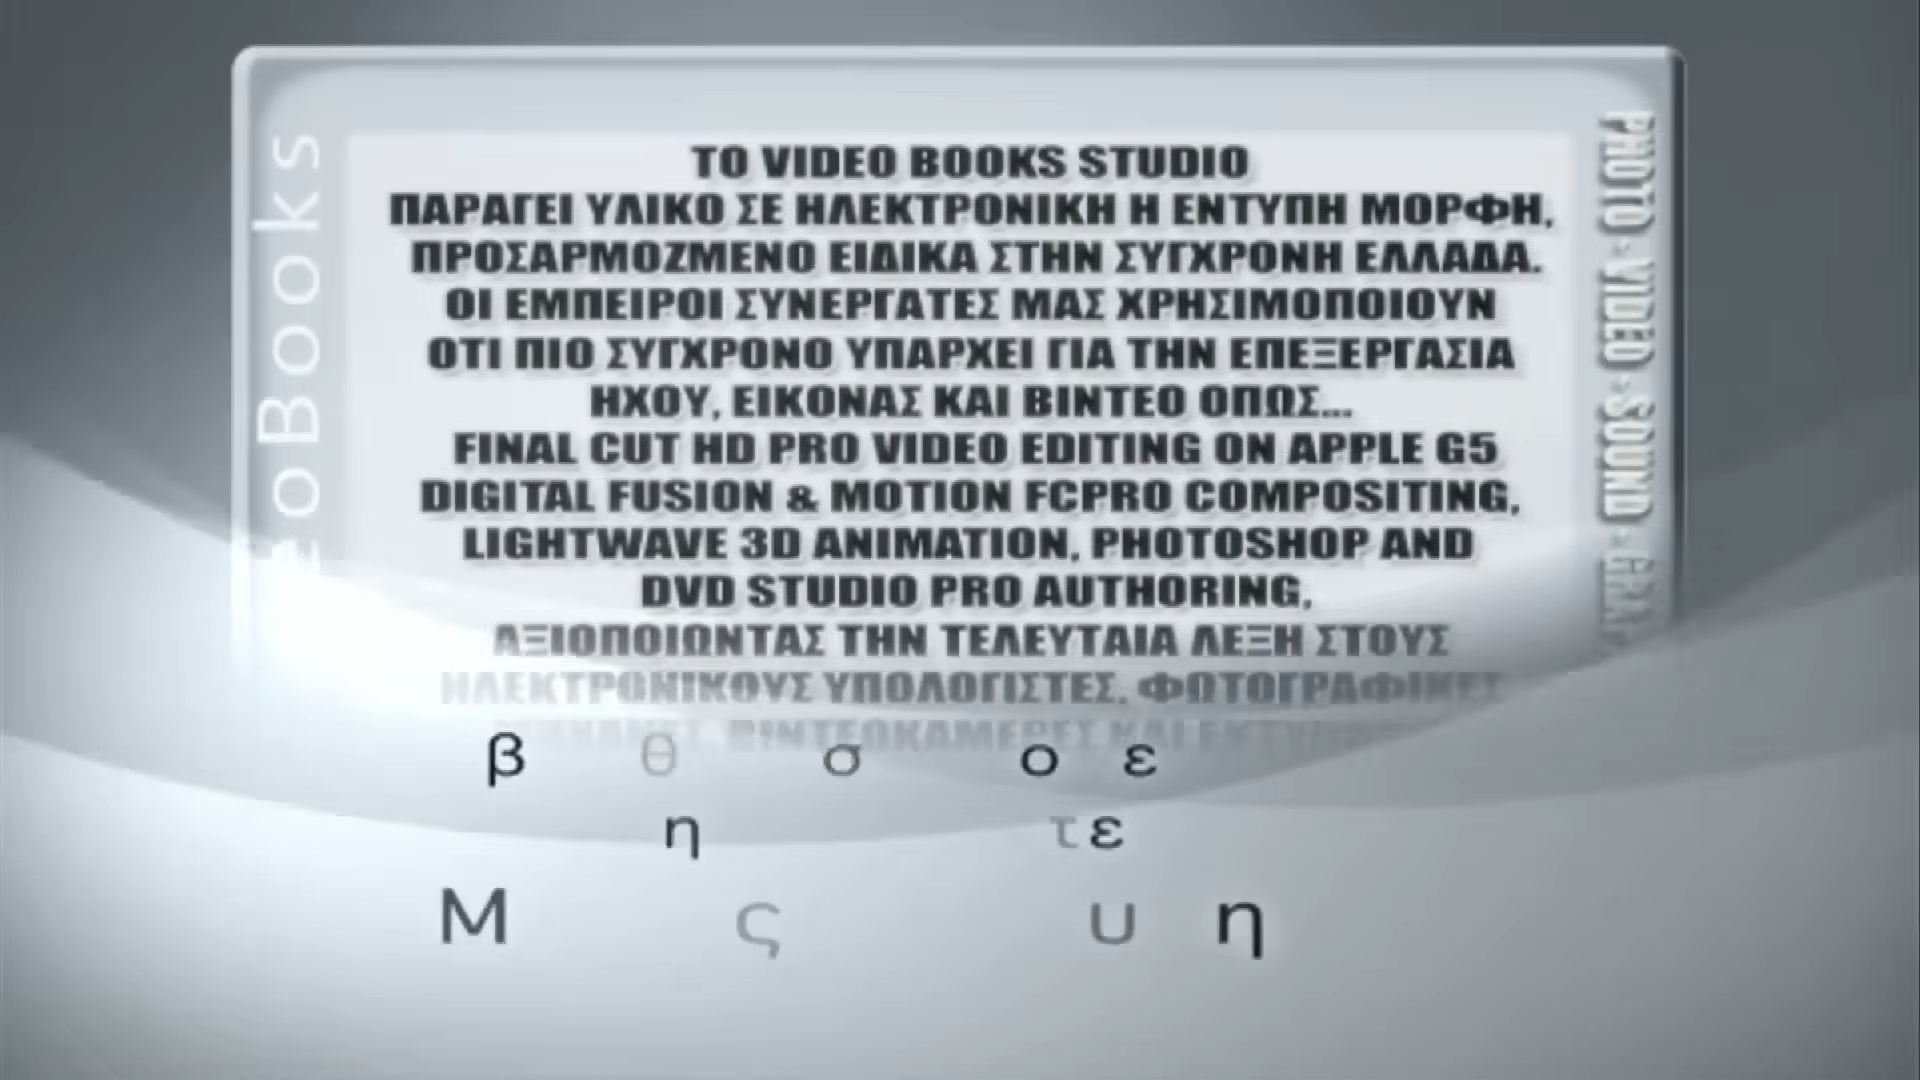 ΤΟ VIDEO BOOKS STUDIO
ΠΑΡΑΓΕΙ ΥΛΙΚΟ ΣΕ ΗΛΕΚΤΡΟΝΙΚΗ Η ΕΝΤΥΠΗ ΜΟΡΦΗ,
ΠΡΟΣΑΡΜΟΖΜΕΝΟ ΕΙΔΙΚΑ ΣΤΗΝ ΣΥΓΧΡΟΝΗ ΕΛΛΑΔΑ.
ΟΙ ΕΜΠΕΙΡΟΙ ΣΥΝΕΡΓΑΤΕΣ ΜΑΣ ΧΡΗΣΙΜΟΠΟΙΟΥΝ
ΟΤΙ ΠΙΟ ΣΥΓΧΡΟΝΟ ΥΠΑΡΧΕΙ ΓΙΑ ΤΗΝ ΕΠΕΞΕΡΓΑΣΙΑ
ΗΧΟΥ, ΕΙΚΟΝΑΣ ΚΑΙ ΒΙΝΤΕΟ ΟΠΩΣ...
FINAL CUT HD PRO VIDEO EDITING ON APPLE G5
DIGITAL FUSION & MOTION FCPRO COMPOSITING,
LIGHTWAVE 3D ANIMATION, PHOTOSHOP AND
DVD STUDIO PRO AUTHORING,
ΑΞΙΟΠΟΙΩΝΤΑΣ ΤΗΝ ΤΕΛΕΥΤΑΙΑ ΛΕΞΗ ΣΤΟΥΣ
ΗΛΕΚΤΡΟΝΙΚΟΥΣ ΥΠΟΛΟΓΙΣΤΕΣ, ΦΩΤΟΓΡΑΦΙΚΕΣ
ΒΙΝΤΕΟΚΑΜΕΡΕΣ ΚΑΙ
eoBooks
PHOTO · VIDEO · SOUND ·
β θ σ ο ε
η τε
Μ ς υ η